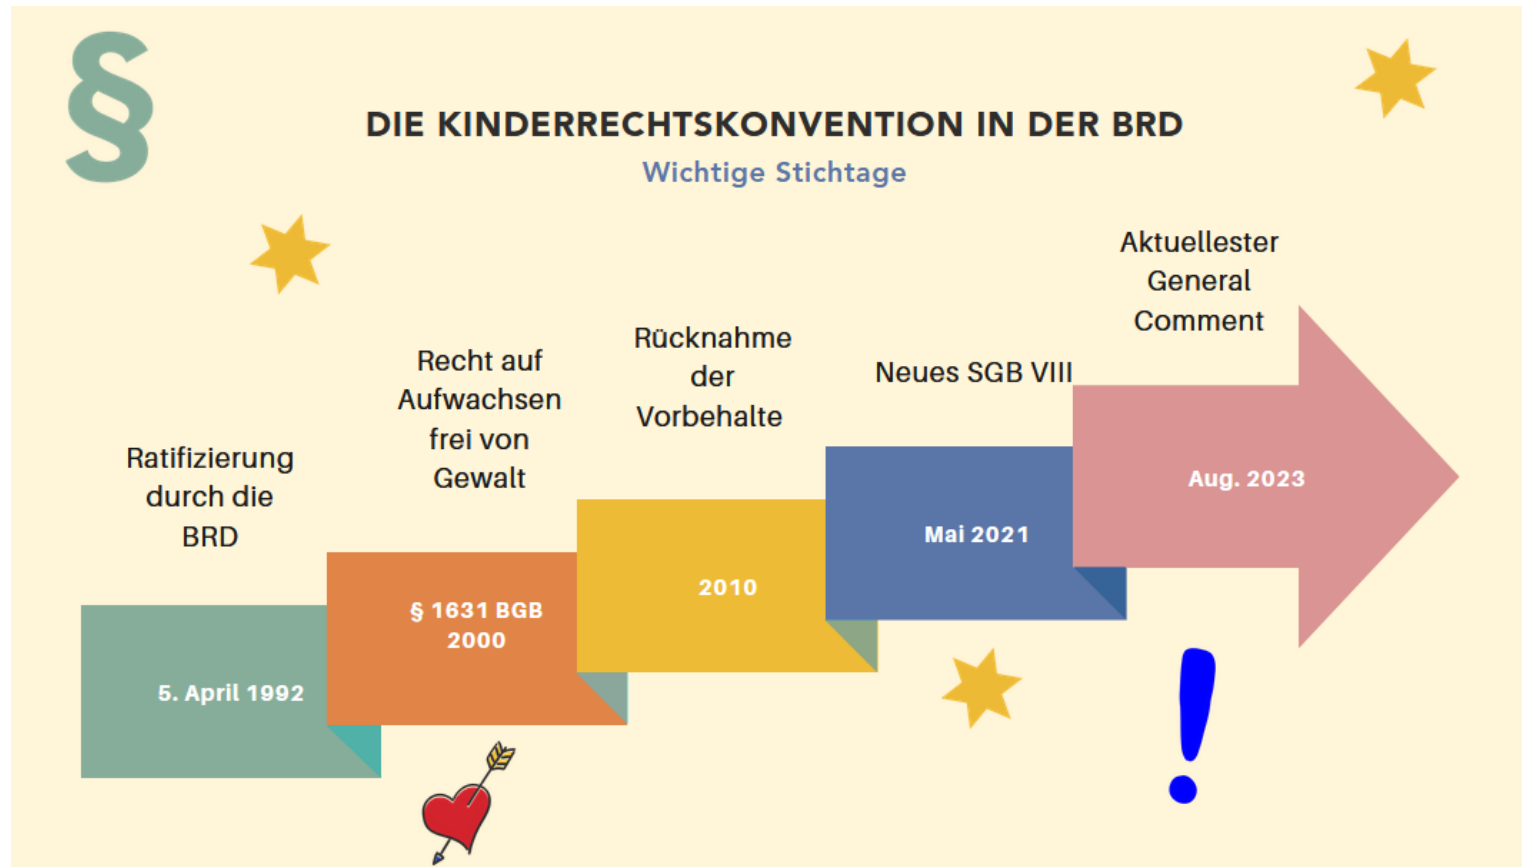 §
DIE KINDERRECHTSKONVENTION IN DER BRD
Wichtige Stichtage
Ratifizierung
durch die
BRD
5. April 1992
Recht auf
Aufwachsen
frei von
Gewalt
§ 1631 BGB
2000
Rücknahme
der
Vorbehalte
2010
Neues SGB VIII
Mai 2021
Aktuellester
General
Comment
Aug. 2023
!